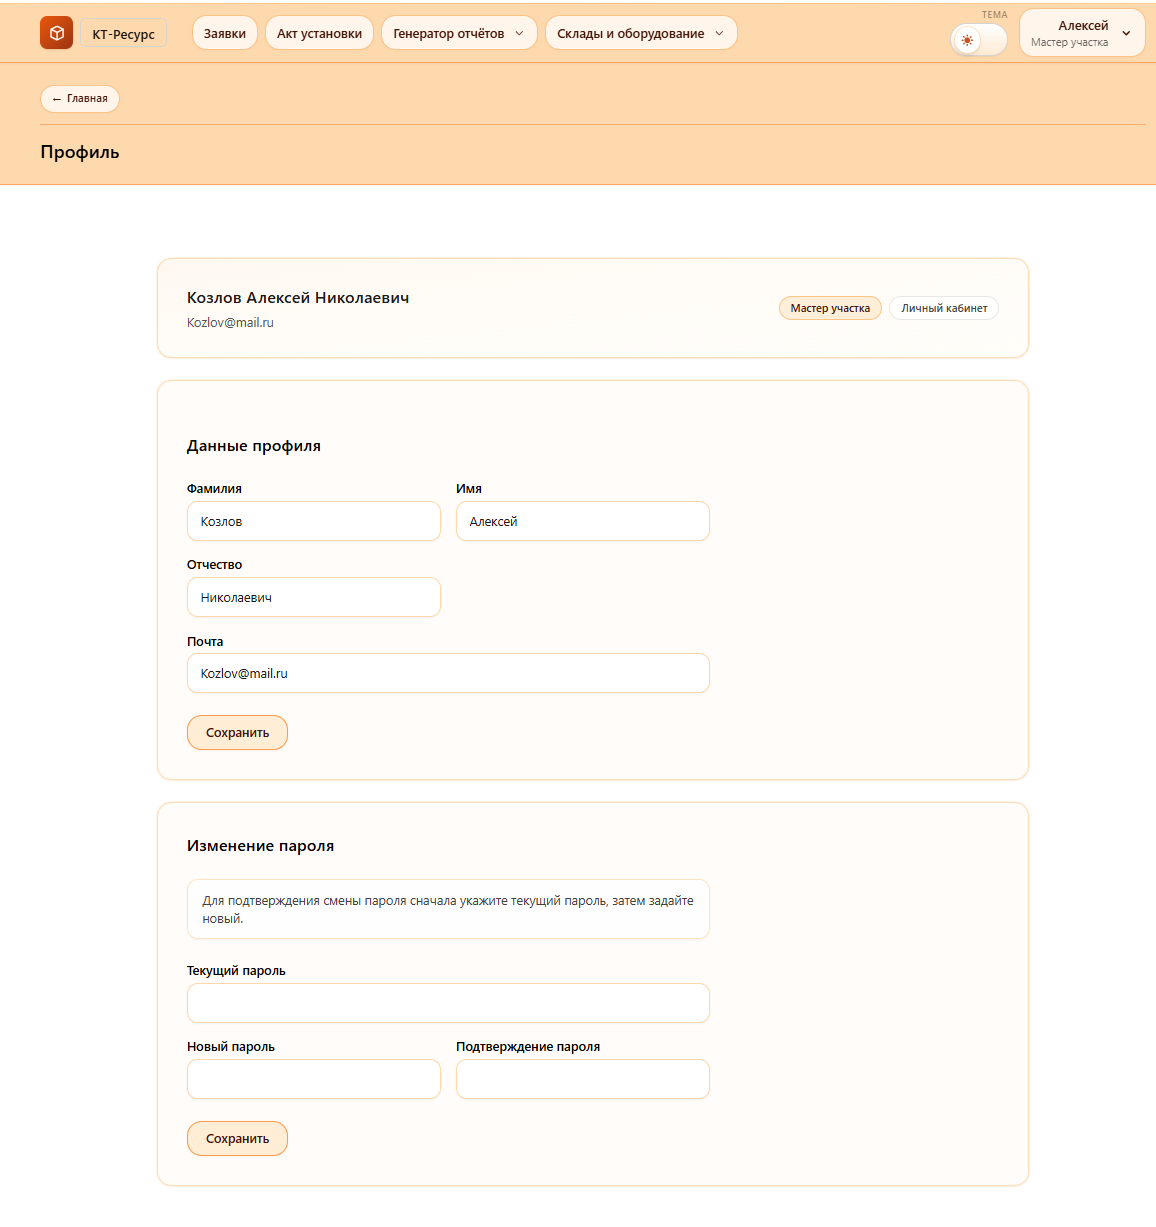 КТ-Ресурс
Заявки
Акт установки
Генератор отчётов
Склады и оборудование
ТЕМА
Алексей
Мастер участка
← Главная
Профиль
Козлов Алексей Николаевич
Kozlov@mail.ru
Мастер участка
Личный кабинет
Данные профиля
Фамилия
Имя
Козлов
Алексей
Отчество
Николаевич
Почта
Kozlov@mail.ru
Сохранить
Изменение пароля
Для подтверждения смены пароля сначала укажите текущий пароль, затем задайте
новый.
Текущий пароль
Новый пароль
Подтверждение пароля
Сохранить